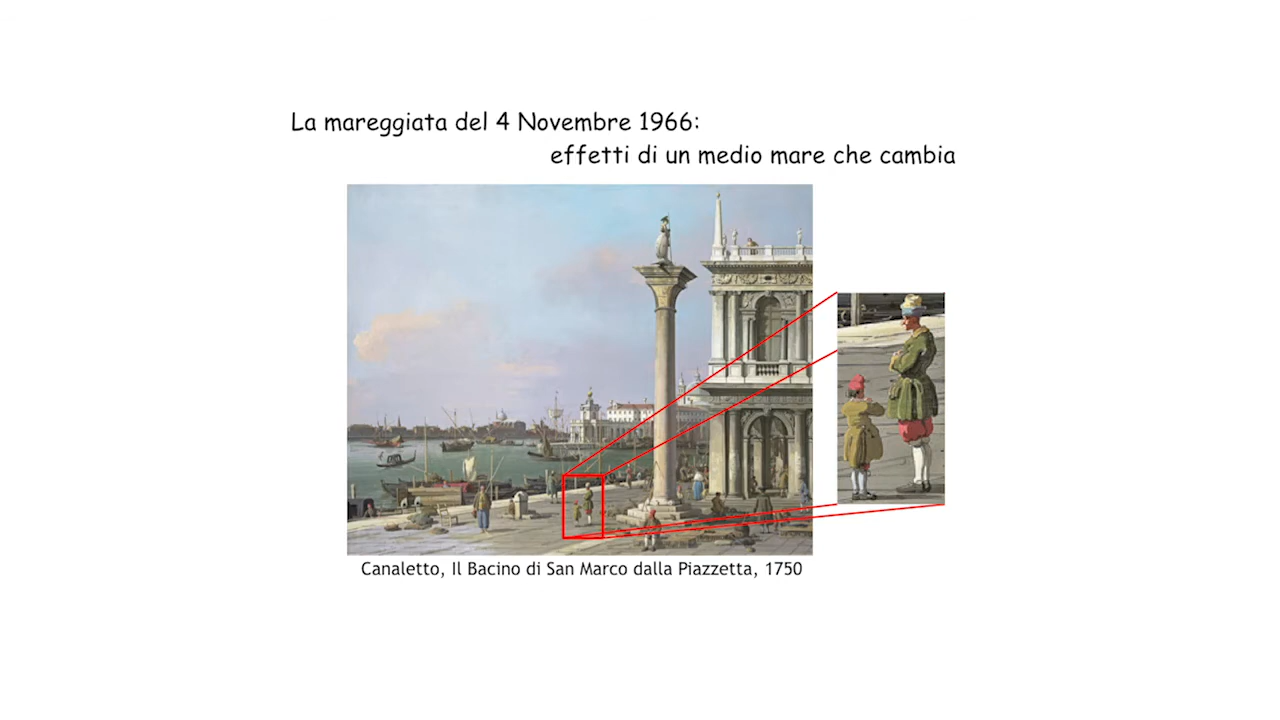 La mareggiata del 4 Novembre 1966:
effetti di un medio mare che cambia
Canaletto, Il Bacino di San Marco dalla Piazzetta, 1750